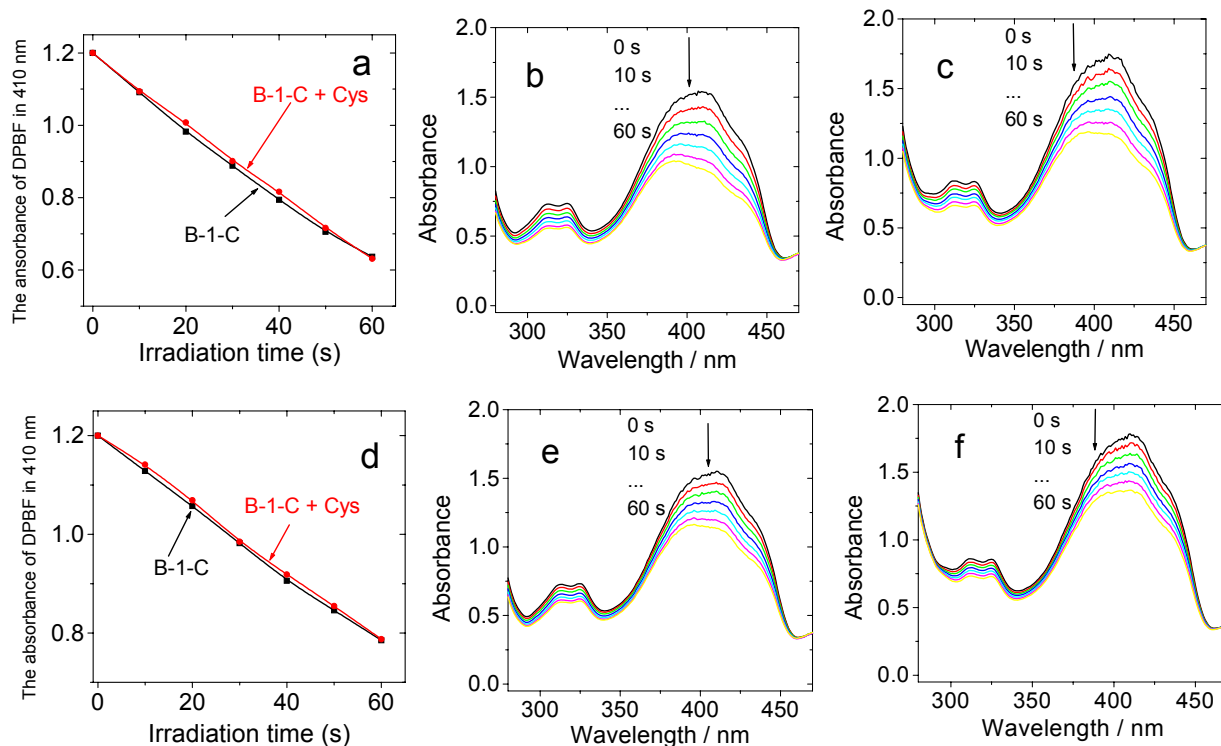 The ansorbance of DPBF in 410 nm
1.2
1.0
0.8
0.6
a
B-1-C + Cys
B-1-C
0
20
40
60
Irradiation time (s)
Absorbance
2.0
1.5
1.0
0.5
0.0
b
0 s
10 s
...
60 s
300
350
400
450
Wavelength / nm
Absorbance
2.0
1.5
1.0
0.5
0.0
c
0 s
10 s
...
60 s
300
350
400
450
Wavelength / nm
The absorbance of DPBF in 410 nm
1.2
1.0
0.8
d
B-1-C + Cys
B-1-C
0
20
40
60
Irradiation time (s)
Absorbance
2.0
1.5
1.0
0.5
0.0
e
0 s
10 s
...
60 s
300
350
400
450
Wavelength / nm
Absorbance
2.0
1.5
1.0
0.5
0.0
f
0 s
10 s
...
60 s
300
350
400
450
Wavelength / nm